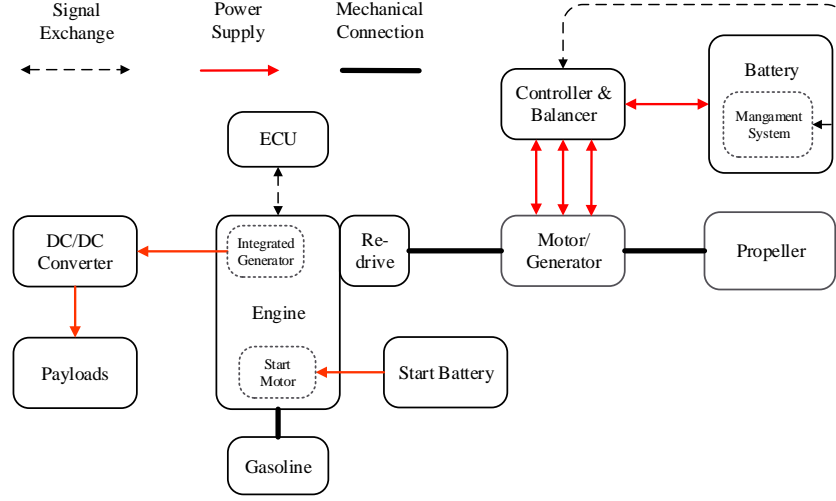 Signal
Exchange
Power
Supply
Mechanical
Connection
Controller &
Balancer
Battery
Mangament
System
ECU
DC/DC
Converter
Integrated
Generator
Engine
Re-
drive
Motor/
Generator
Propeller
Payloads
Start
Motor
Start Battery
Gasoline